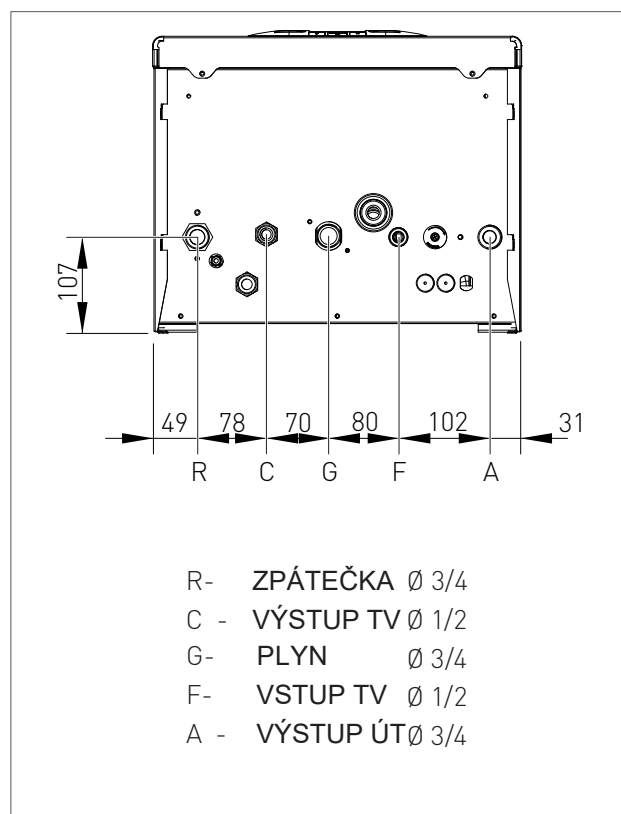 107
49 78 70 80 102 31
R C G F A
R- ZPÁTEČKA Ø 3/4
C - VÝSTUP TV Ø 1/2
G- PLYN Ø 3/4
F- VSTUP TV Ø 1/2
A - VÝSTUP ÚT Ø 3/4